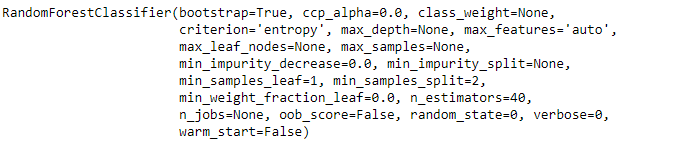 RandomForestClassifier(bootstrap=True, ccp_alpha=0.0, class_weight=None,
criterion='entropy', max_depth=None, max_features='auto',
max_leaf_nodes=None, max_samples=None,
min_impurity_decrease=0.0, min_impurity_split=None,
min_samples_leaf=1, min_samples_split=2,
min_weight_fraction_leaf=0.0, n_estimators=40,
n_jobs=None, oob_score=False, random_state=0, verbose=0,
warm_start=False)